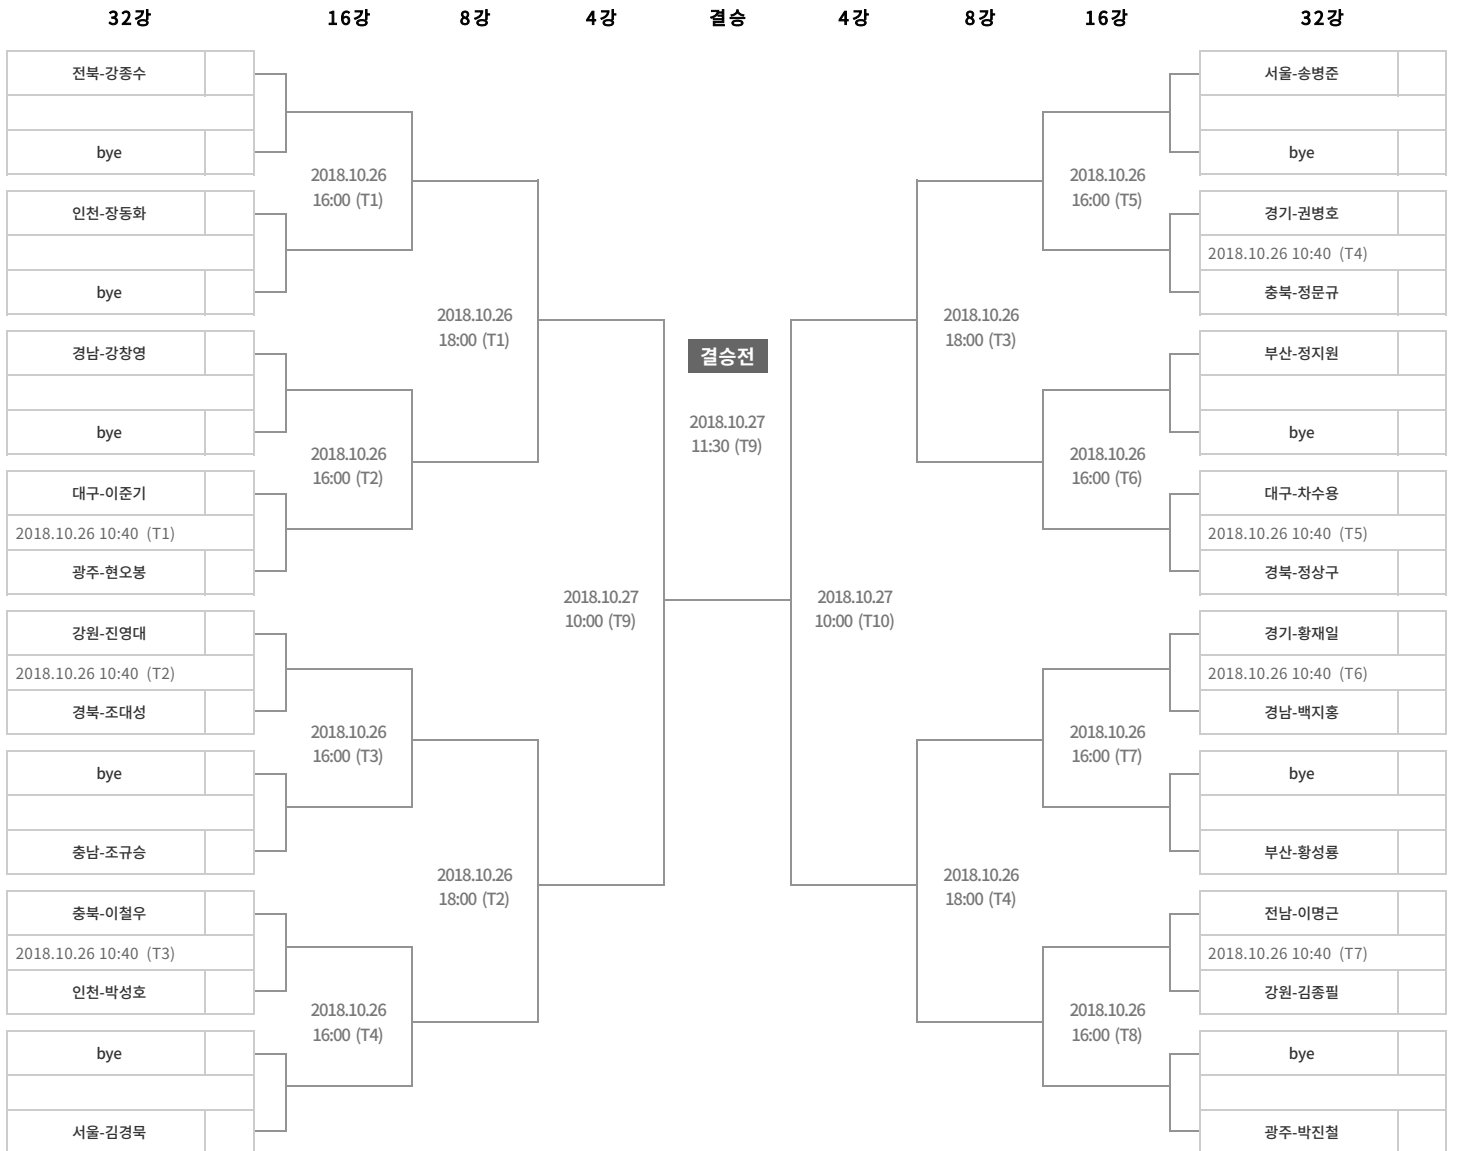 32강 16강 8강 4강 결승 4강 8강 16강 32강
전북-강종수
bye
인천-장동화
bye
경남-강창영
bye
대구-이준기
2018.10.26 10:40 (T1)
광주-현오봉
강원-진영대
2018.10.26 10:40 (T2)
경북-조대성
bye
충남-조규승
충북-이철우
2018.10.26 10:40 (T3)
인천-박성호
bye
서울-김경묵
2018.10.26
16:00 (T1)
2018.10.26
16:00 (T2)
2018.10.26
16:00 (T3)
2018.10.26
16:00 (T4)
2018.10.26
18:00 (T1)
2018.10.26
18:00 (T2)
2018.10.27
10:00 (T9)
결승전
2018.10.27
11:30 (T9)
2018.10.27
10:00 (T10)
2018.10.26
18:00 (T3)
2018.10.26
18:00 (T4)
2018.10.26
16:00 (T5)
2018.10.26
16:00 (T6)
2018.10.26
16:00 (T7)
2018.10.26
16:00 (T8)
서울-송병준
bye
경기-권병호
2018.10.26 10:40 (T4)
충북-정문규
부산-정지원
bye
대구-차수용
2018.10.26 10:40 (T5)
경북-정상구
경기-황재일
2018.10.26 10:40 (T6)
경남-백지홍
bye
부산-황성룡
전남-이명근
2018.10.26 10:40 (T7)
강원-김종필
bye
광주-박진철